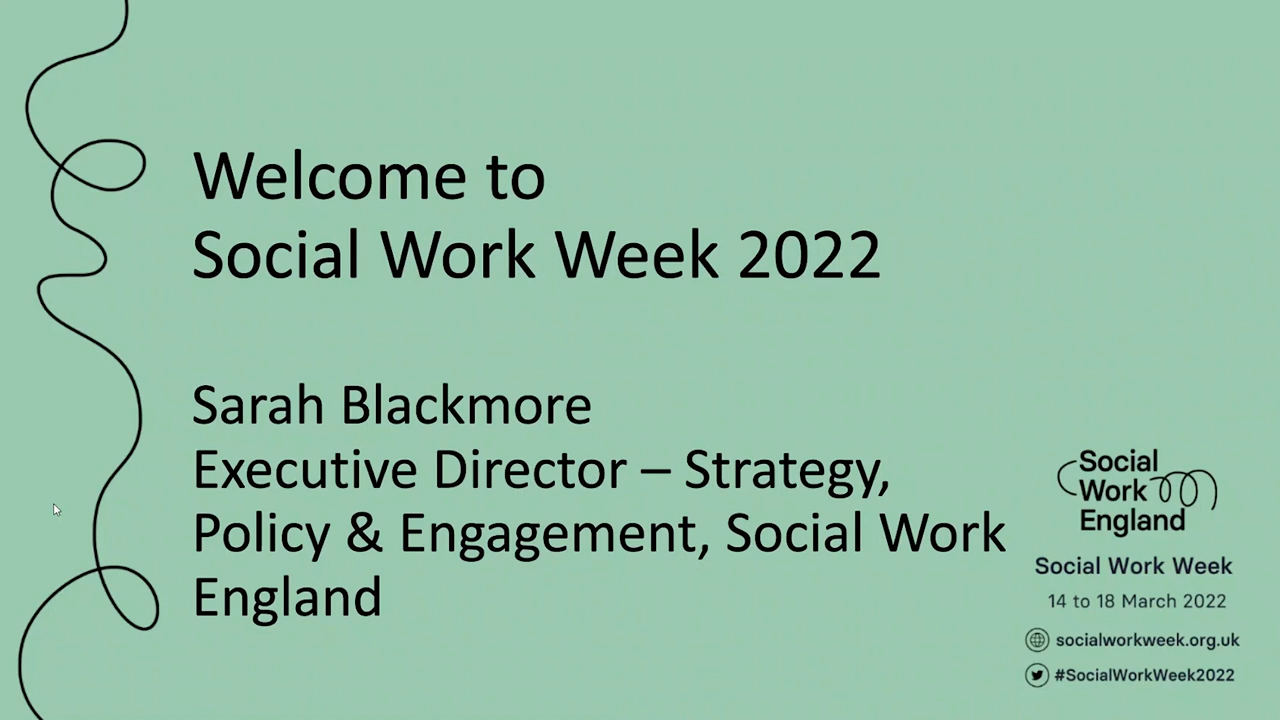 Welcome to
Social Work Week 2022
Sarah Blackmore
Executive Director – Strategy,
Policy & Engagement, Social Work
England
Social
Work
England
Social Work Week
14 to 18 March 2022
socialworkweek.org.uk
#SocialWorkWeek2022